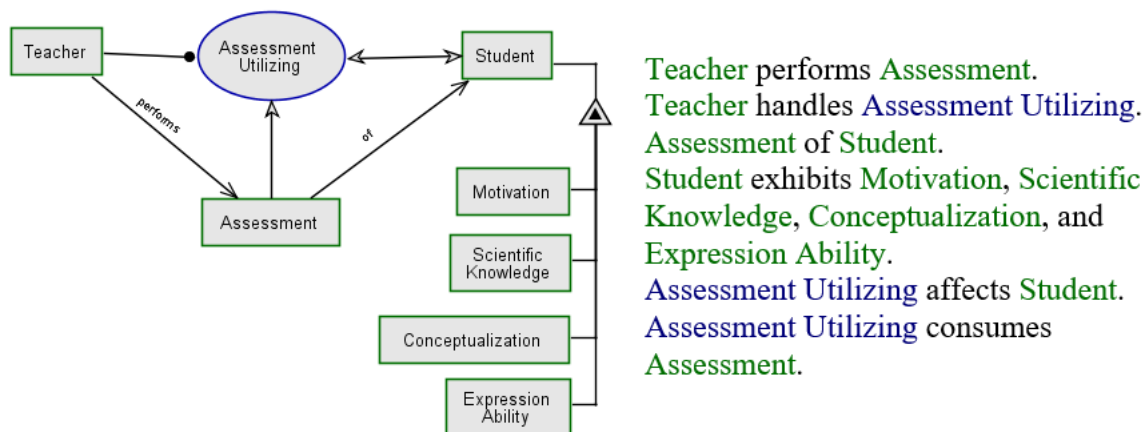 Teacher
Assessment
Utilizing
Student
performs
of
Assessment
Motivation
Scientific
Knowledge
Conceptualization
Expression
Ability
Teacher performs Assessment.
Teacher handles Assessment Utilizing.
Assessment of Student.
Student exhibits Motivation, Scientific
Knowledge, Conceptualization, and
Expression Ability.
Assessment Utilizing affects Student.
Assessment Utilizing consumes
Assessment.